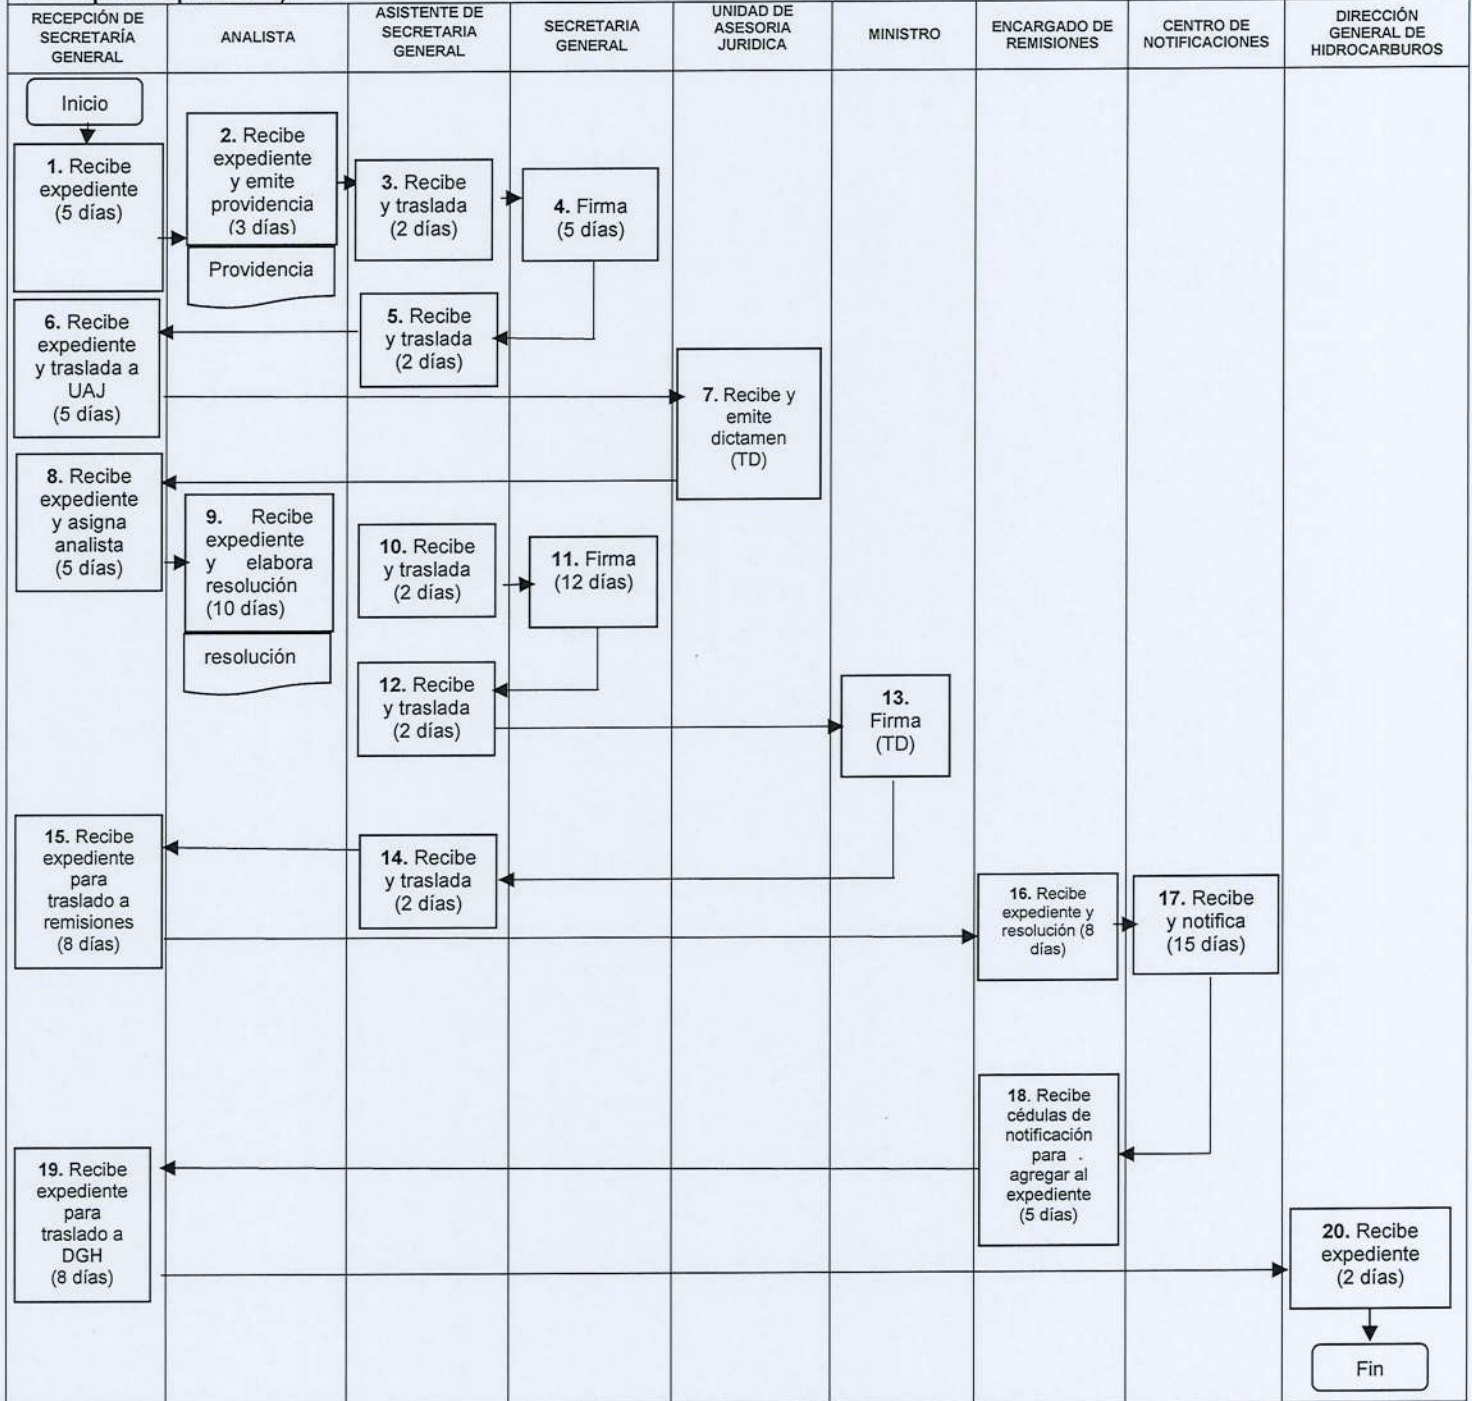 RECEPCIÓN DE
SECRETARÍA
GENERAL
ANALISTA
ASISTENTE DE
SECRETARIA
GENERAL
SECRETARIA
GENERAL
UNIDAD DE
ASESORIA
JURIDICA
MINISTRO
ENCARGADO DE
REMISIONES
CENTRO DE
NOTIFICACIONES
DIRECCIÓN
GENERAL DE
HIDROCARBUROS
Inicio
1. Recibe
expediente
(5 días)
2. Recibe
expediente
y emite
providencia
(3 días)
Providencia
3. Recibe
y traslada
(2 días)
4. Firma
(5 días)
5. Recibe
y traslada
(2 días)
6. Recibe
expediente
y traslada a
UAJ
(5 días)
7. Recibe y
emite
dictamen
(TD)
8. Recibe
expediente
y asigna
analista
(5 días)
9. Recibe
expediente
y elabora
resolución
(10 días)
resolución
10. Recibe
y traslada
(2 días)
11. Firma
(12 días)
12. Recibe
y traslada
(2 días)
13.
Firma
(TD)
14. Recibe
y traslada
(2 días)
15. Recibe
expediente
para
traslado a
remisiones
(8 días)
16. Recibe
expediente y
resolución (8
días)
17. Recibe
y notifica
(15 días)
18. Recibe
cédulas de
notificación
para
agregar al
expediente
(5 días)
19. Recibe
expediente
para
traslado a
DGH
(8 días)
20. Recibe
expediente
(2 días)
Fin